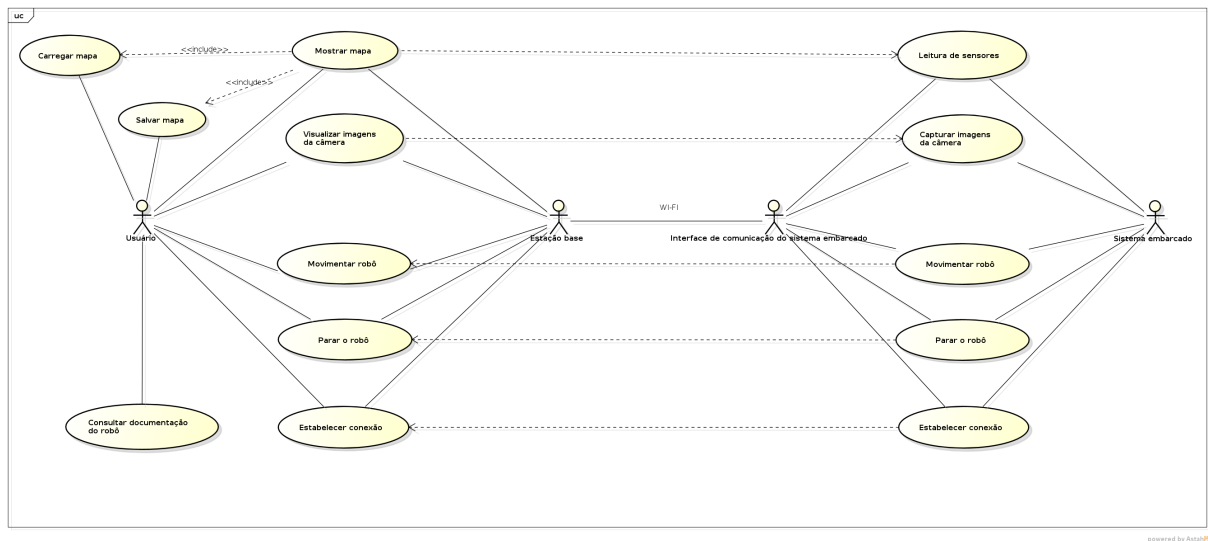 uc
Carregar mapa
<<include>>
Mostrar mapa
Leitura de sensores
<<include>>
Salvar mapa
Visualizar imagens
da câmera
Capturar imagens
da câmera
WI-FI
Usuário
Estação base
Interface de comunicação do sistema embarcado
Sistema embarcado
Movimentar robô
Movimentar robô
Parar o robô
Parar o robô
Consultar documentação
do robô
Estabelecer conexão
Estabelecer conexão
powered by Astah